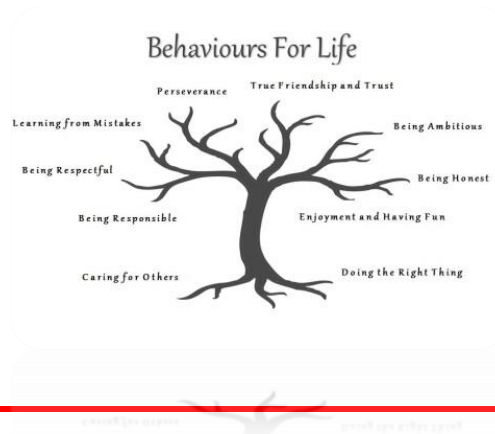 Behaviours For Life
Perseverance
True Friendship and Trust
Learning from Mistakes
Being Ambitious
Being Respectful
Being Honest
Being Responsible
Enjoyment and Having Fun
Caring for Others
Doing the Right Thing